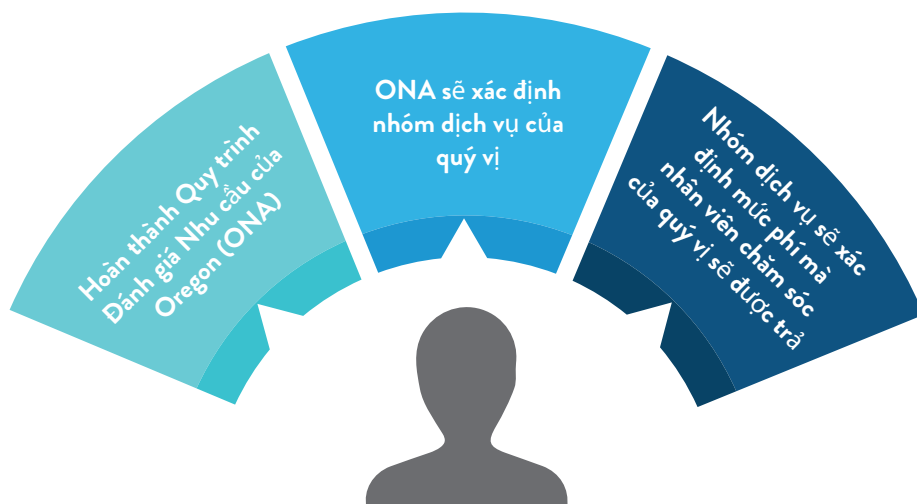 Hoàn thành Quy trình
Đánh giá Nhu cầu của
Oregon (ONA)
ONA sẽ xác định
nhóm dịch vụ của
quý vị
Nhóm dịch vụ sẽ xác
định mức phí mà
nhân viên chăm sóc
của quý vị sẽ được trả